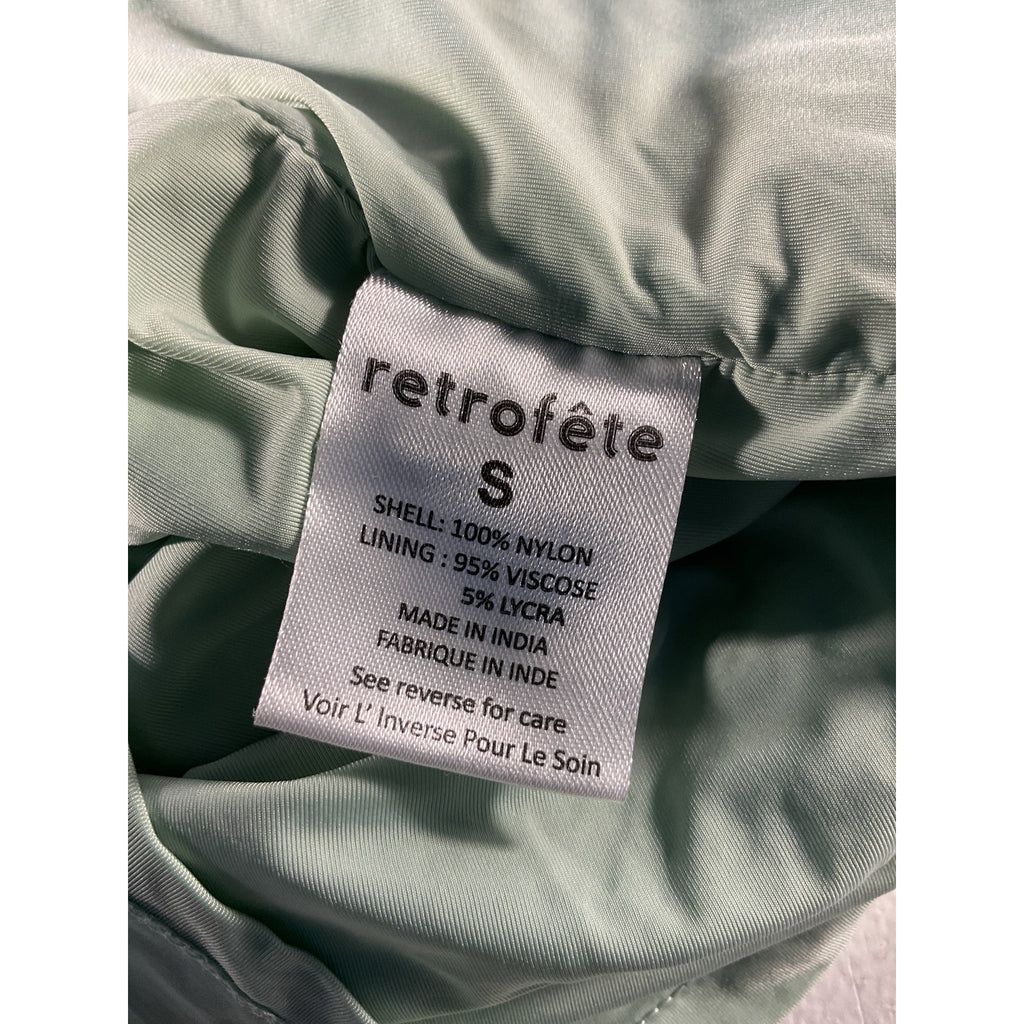 retrofête
S
SHELL: 100% NYLON
LINING : 95% VISCOSE
5% LYCRA
MADE IN INDIA
FABRIQUE IN INDE
See reverse for care
Voir L' Inverse Pour Le Soin